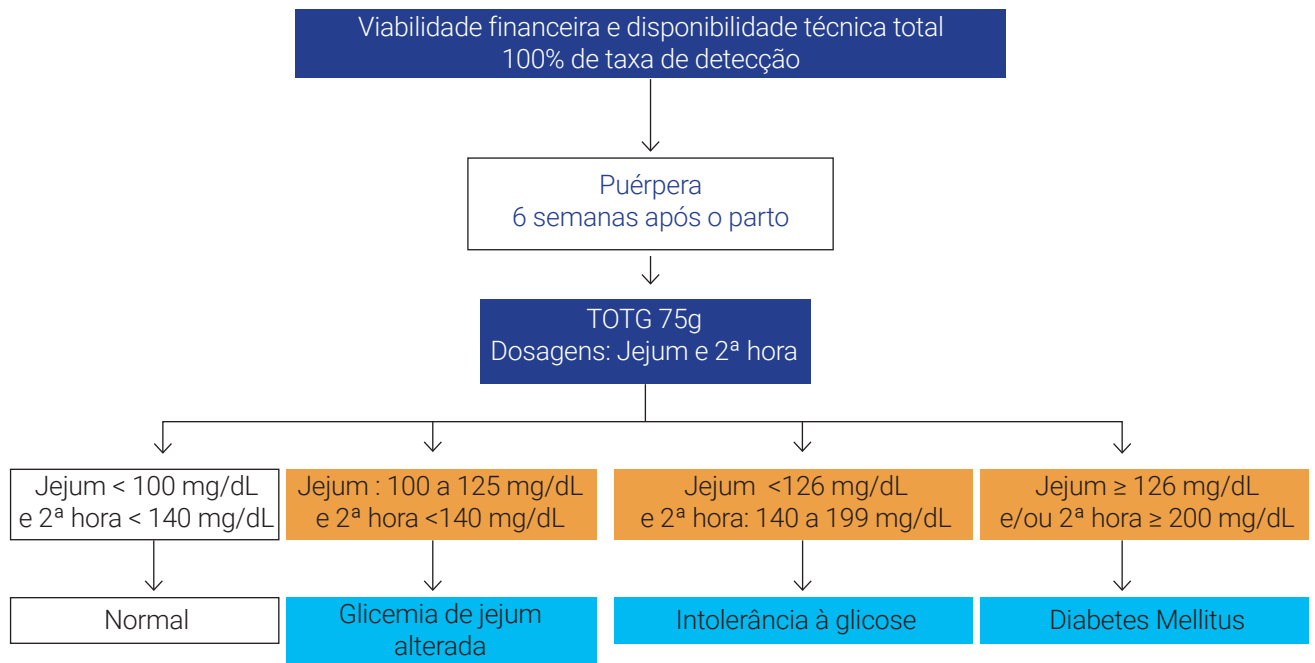 Viabilidade financeira e disponibilidade técnica total
100% de taxa de detecção
Puérpera
6 semanas após o parto
TOTG 75g
Dosagens: Jejum e 2ª hora
Jejum < 100 mg/dL
e 2ª hora < 140 mg/dL
Jejum : 100 a 125 mg/dL
e 2ª hora <140 mg/dL
Jejum <126 mg/dL
e 2ª hora: 140 a 199 mg/dL
Jejum ≥ 126 mg/dL
e/ou 2ª hora ≥ 200 mg/dL
Normal
Glicemia de jejum
alterada
Intolerância à glicose
Diabetes Mellitus